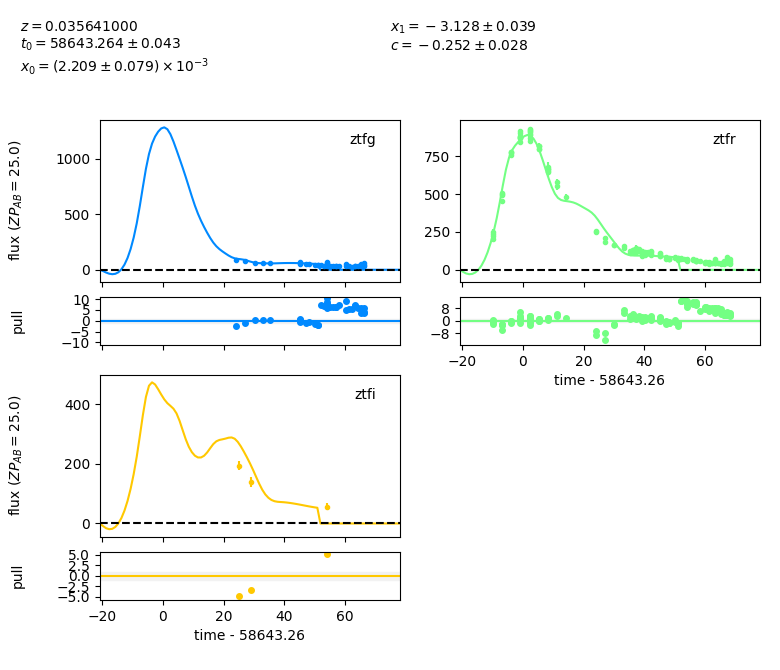 z = 0.035641000
t₀ = 58643.264 ± 0.043
x₀ = (2.209 ± 0.079) × 10⁻³
x₁ = −3.128 ± 0.039
c = −0.252 ± 0.028
ztfg
flux (ZP_AB = 25.0)
1000
500
0
ztfr
750
500
250
0
pull
10
5
0
−5
−10
8
0
−8
−20 0 20 40 60
time - 58643.26
ztfi
flux (ZP_AB = 25.0)
400
200
0
pull
5.0
2.5
0.0
−2.5
−5.0
−20 0 20 40 60
time - 58643.26